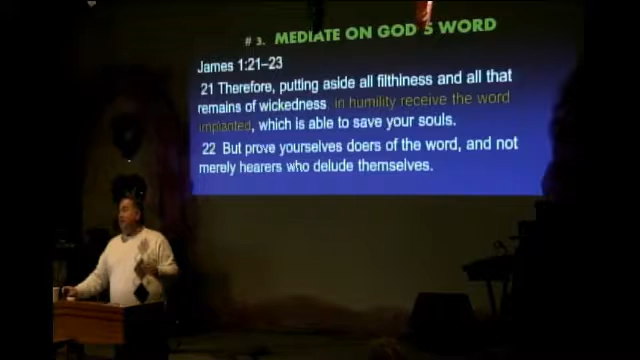 # 3. MEDIATE ON GOD'S WORD
James 1:21–23
21 Therefore, putting aside all filthiness and all that
remains of wickedness in humility receive the word
implanted, which is able to save your souls.
22 But prove yourselves doers of the word, and not
merely hearers who delude themselves.